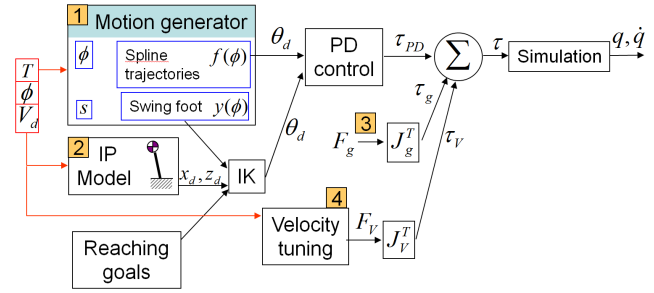 1 Motion generator
ϕ
Spline trajectories f(ϕ)
s
Swing foot y(ϕ)
T
ϕ
V_d
θ_d
PD control
τ_PD
Σ
τ
Simulation
q, q̇
2 IP Model
x_d, z_d
IK
θ_d
F_g
3
J_g^T
τ_g
τ_V
Reaching goals
4
Velocity tuning
F_V
J_V^T